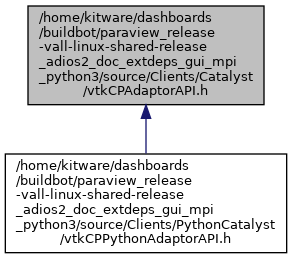 /home/kitware/dashboards
/buildbot/paraview_release
-vall-linux-shared-release
_adios2_doc_extdeps_gui_mpi
_python3/source/Clients/Catalyst
/vtkCPAdaptorAPI.h
/home/kitware/dashboards
/buildbot/paraview_release
-vall-linux-shared-release
_adios2_doc_extdeps_gui_mpi
_python3/source/Clients/PythonCatalyst
/vtkCPPythonAdaptorAPI.h